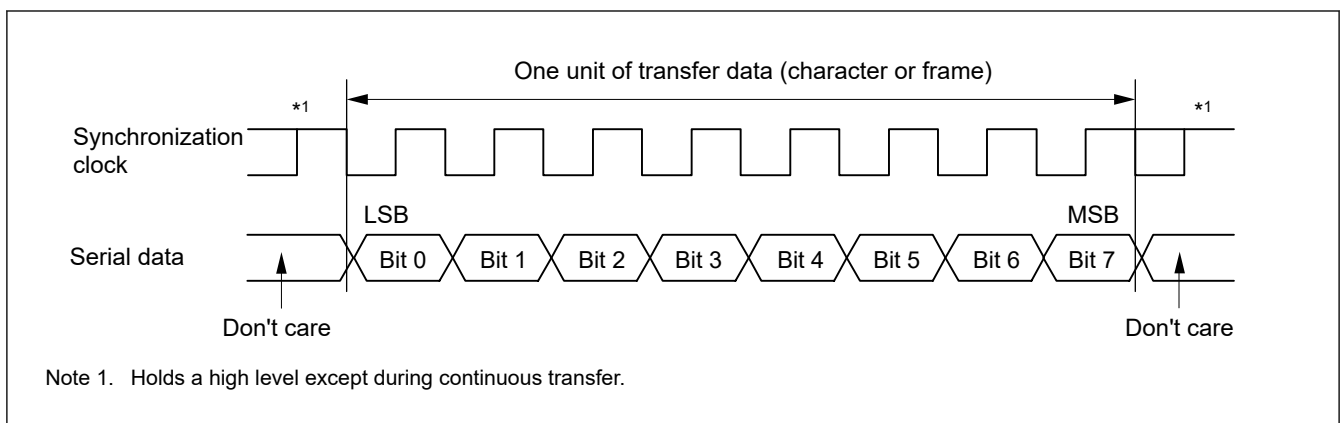 One unit of transfer data (character or frame)
*1
*1
Synchronization
clock
LSB
MSB
Serial data
Bit 0 Bit 1 Bit 2 Bit 3 Bit 4 Bit 5 Bit 6 Bit 7
Don't care
Don't care
Note 1. Holds a high level except during continuous transfer.